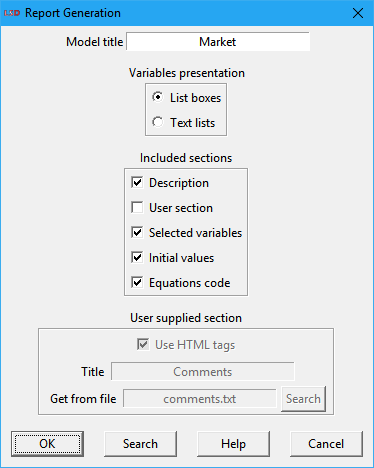 LMD Report Generation
Model title Market
Variables presentation
List boxes
Text lists
Included sections
Description
User section
Selected variables
Initial values
Equations code
User supplied section
Use HTML tags
Title Comments
Get from file comments.txt Search
OK Search Help Cancel